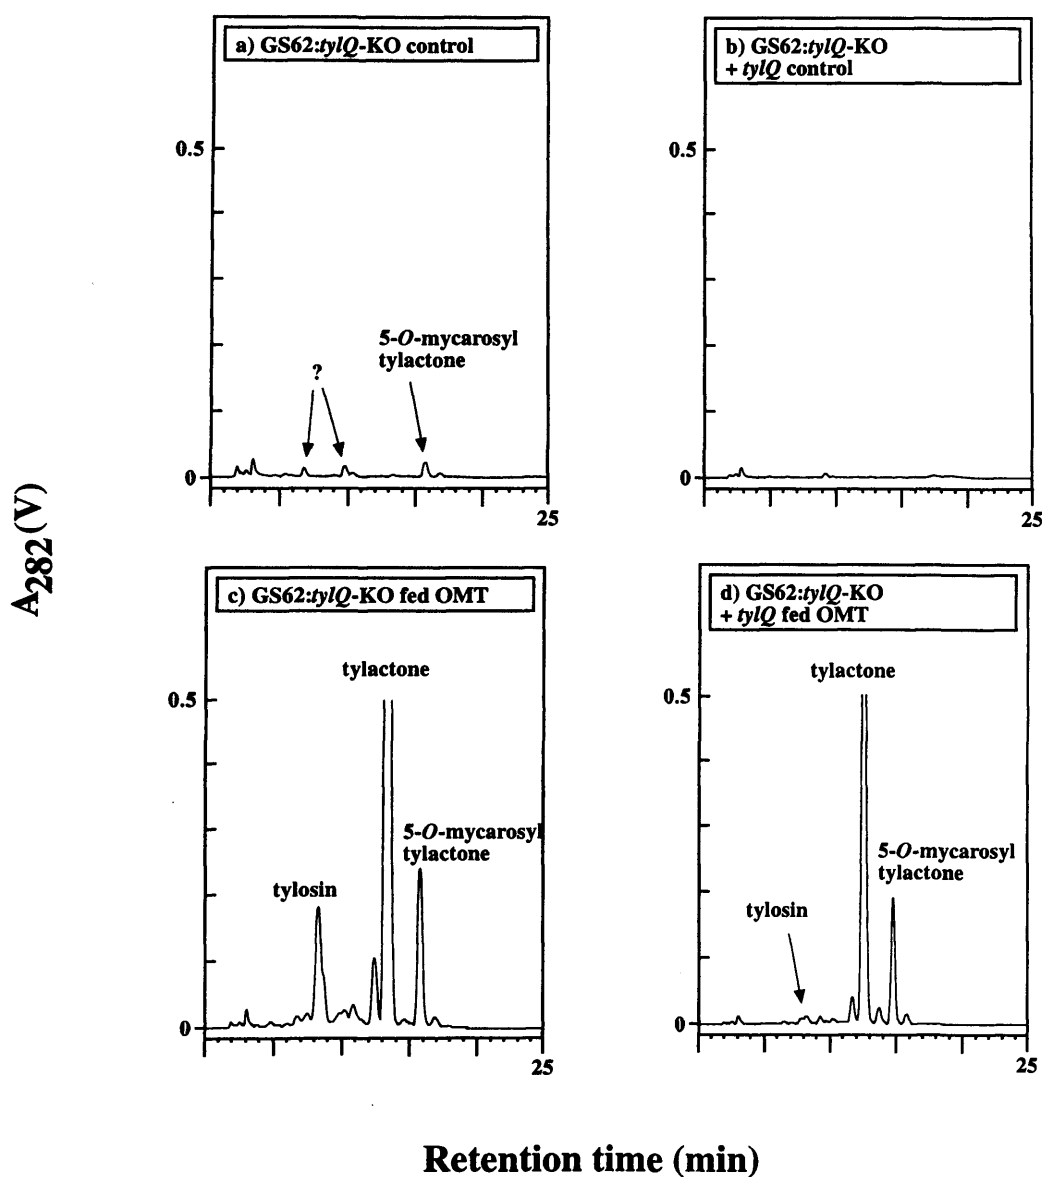 a) GS62:tylQ-KO control
0.5
?
5-O-mycarosyl
tylactone
0
25
b) GS62:tylQ-KO
+ tylQ control
0.5
0
25
A282 (V)
c) GS62:tylQ-KO fed OMT
tylactone
0.5
5-O-mycarosyl
tylactone
tylosin
0
25
d) GS62:tylQ-KO
+ tylQ fed OMT
tylactone
0.5
5-O-mycarosyl
tylactone
tylosin
0
25
Retention time (min)